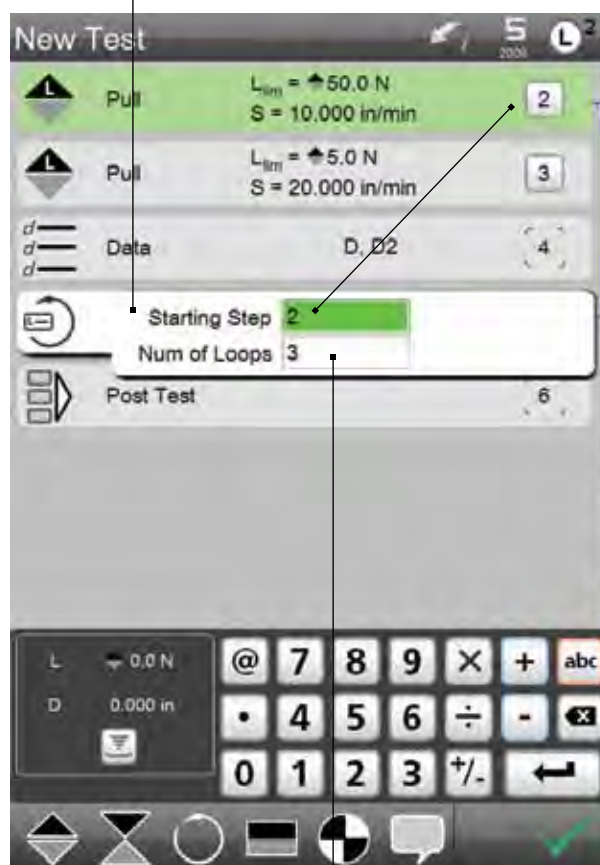 New Test S 2000 L 2
L
Pull
Llim = 50.0 N
S = 10.000 in/min
2
L
Pull
Llim = 5.0 N
S = 20.000 in/min
3
d
d
d
Data D, D2 4
Starting Step 2
Num of Loops 3
Post Test 6
L 0.0 N
D 0.000 in
@ 7 8 9 × + abc
• 4 5 6 ÷ -
0 1 2 3 +/-